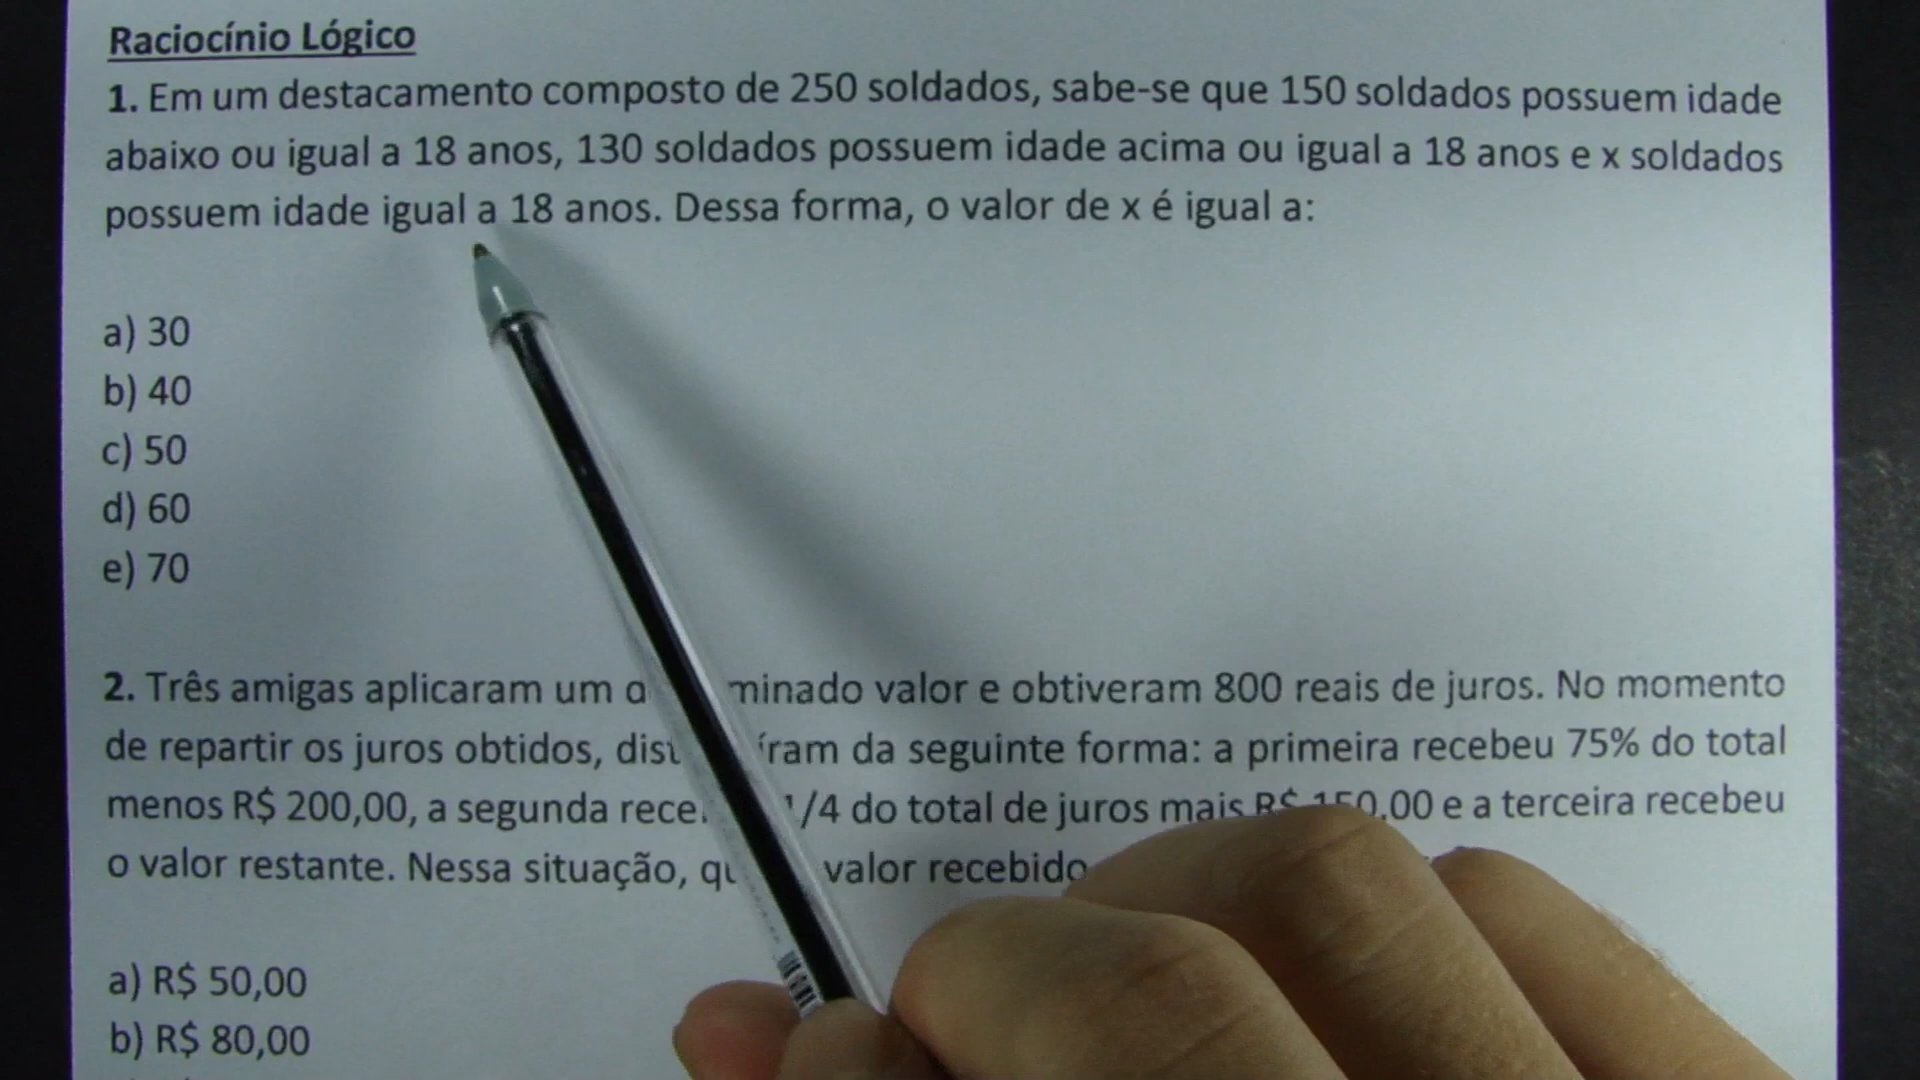 Raciocínio Lógico
1. Em um destacamento composto de 250 soldados, sabe-se que 150 soldados possuem idade
abaixo ou igual a 18 anos, 130 soldados possuem idade acima ou igual a 18 anos e x soldados
possuem idade igual a 18 anos. Dessa forma, o valor de x é igual a:
a) 30
b) 40
c) 50
d) 60
e) 70
2. Três amigas aplicaram um minado valor e obtiveram 800 reais de juros. No momento
de repartir os juros obtidos, íram da seguinte forma: a primeira recebeu 75% do total
menos R$ 200,00, a segunda 1/4 do total de juros mais R$ 150,00 e a terceira recebeu
o valor restante. Nessa situação, valor recebido
a) R$ 50,00
b) R$ 80,00